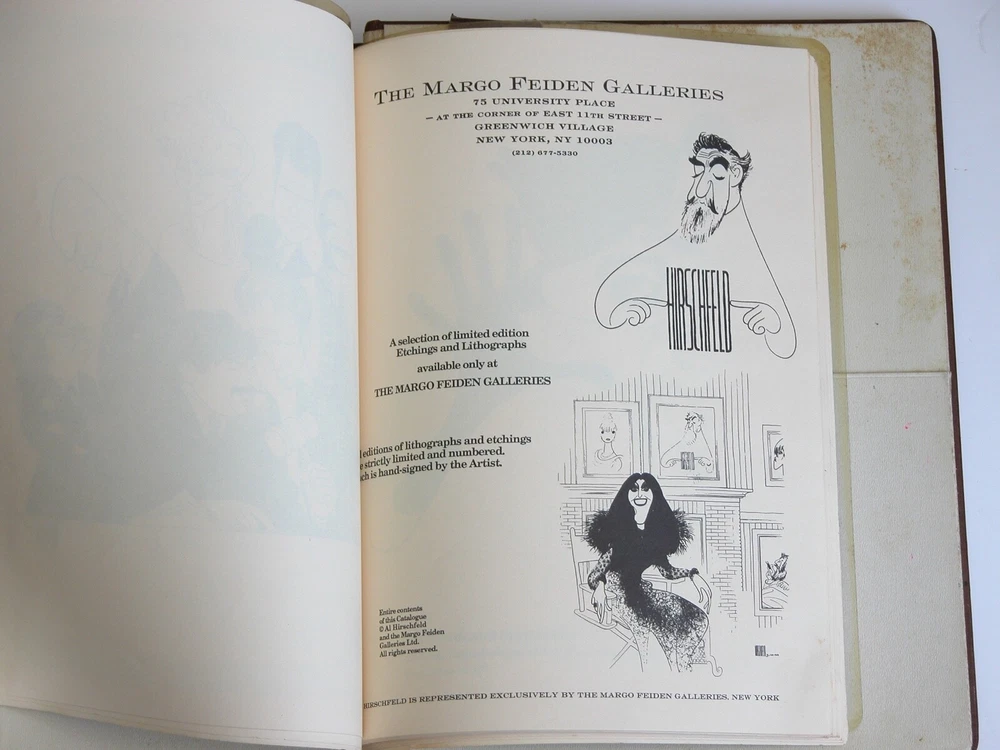 THE MARGO FEIDEN GALLERIES
75 UNIVERSITY PLACE
— AT THE CORNER OF EAST 11TH STREET —
GREENWICH VILLAGE
NEW YORK, NY 10003
(212) 677-5330
HIRSCHFELD
A selection of limited edition
Etchings and Lithographs
available only at
THE MARGO FEIDEN GALLERIES
editions of lithographs and etchings
strictly limited and numbered.
is hand-signed by the Artist.
Entire contents
of this Catalogue
© Al Hirschfeld
and the Margo Feiden
Galleries Ltd.
All rights reserved.
HIRSCHFELD IS REPRESENTED EXCLUSIVELY BY THE MARGO FEIDEN GALLERIES. NEW YORK